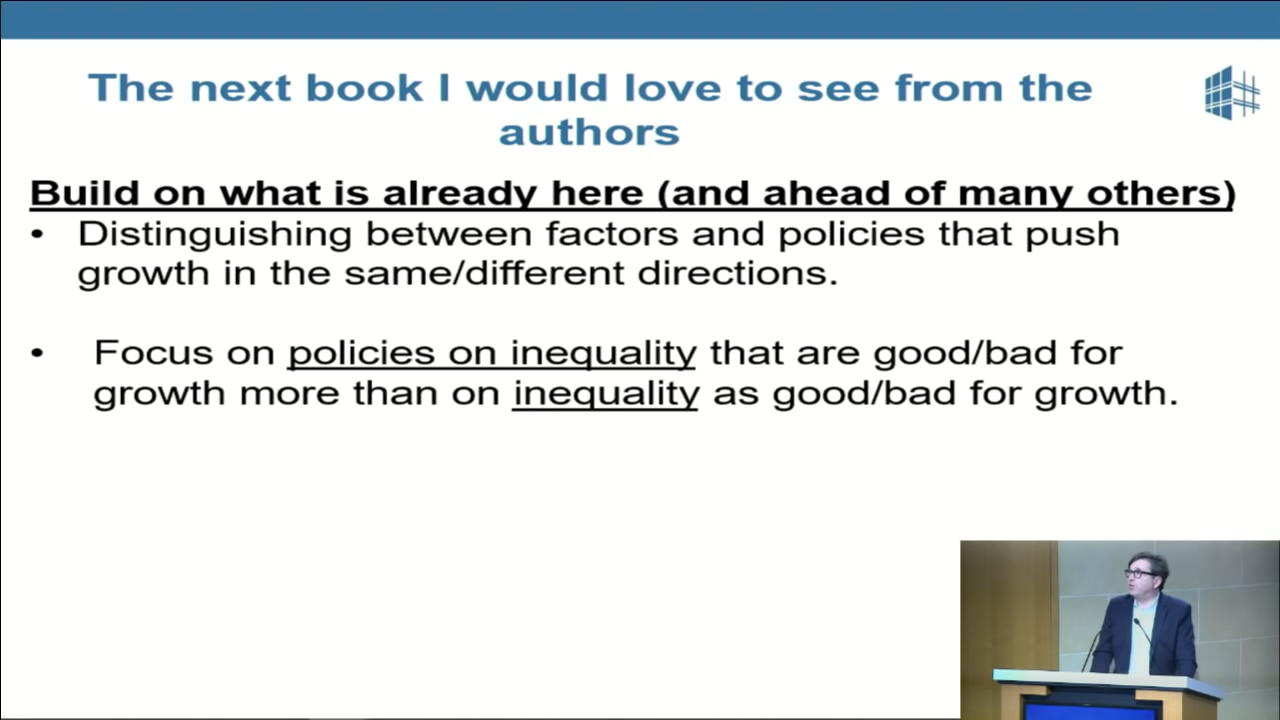 The next book I would love to see from the
authors
Build on what is already here (and ahead of many others)
• Distinguishing between factors and policies that push
growth in the same/different directions.
• Focus on policies on inequality that are good/bad for
growth more than on inequality as good/bad for growth.